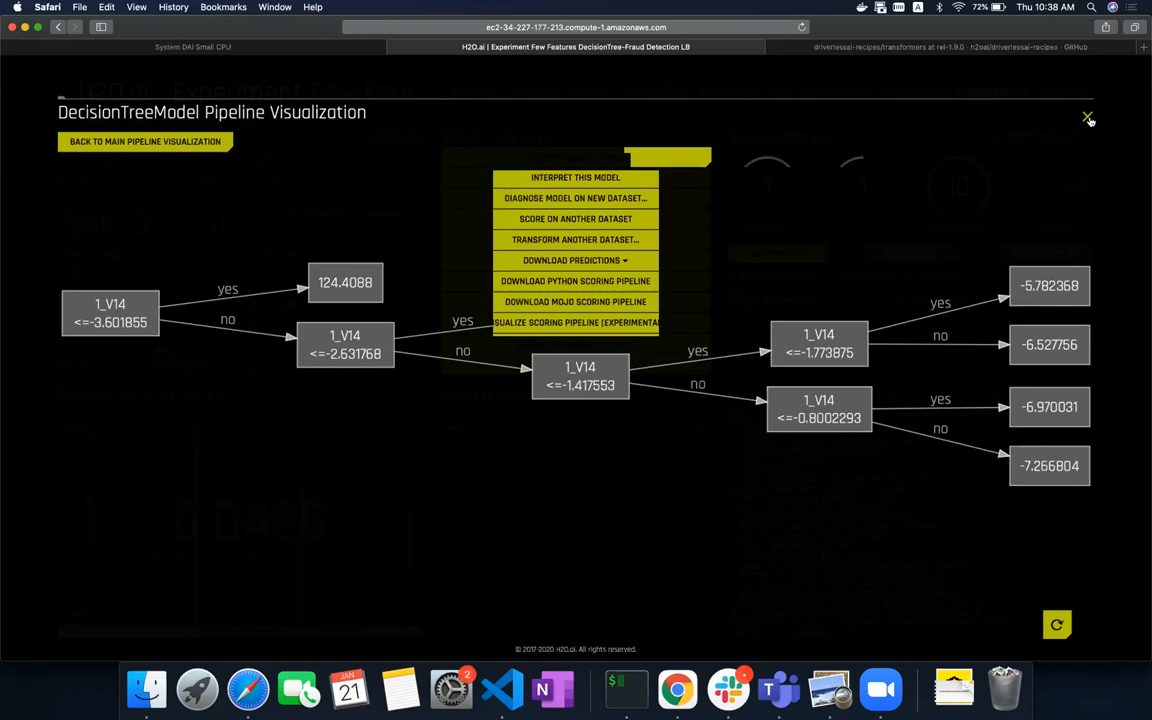 Safari File Edit View History Bookmarks Window Help A 72% Thu 10:38 AM
ec2-34-227-177-213.compute-1.amazonaws.com
System DAI Small CPU H2O.ai | Experiment Few Features DecisionTree-Fraud Detection LB driverlessai-recipes/transformers at rel-1.9.0 · h2oai/driverlessai-recipes · GitHub
DecisionTreeModel Pipeline Visualization
BACK TO MAIN PIPELINE VISUALIZATION
INTERPRET THIS MODEL
DIAGNOSE MODEL ON NEW DATASET...
SCORE ON ANOTHER DATASET
TRANSFORM ANOTHER DATASET...
DOWNLOAD PREDICTIONS
DOWNLOAD PYTHON SCORING PIPELINE
DOWNLOAD MOJO SCORING PIPELINE
SUALIZE SCORING PIPELINE (EXPERIMENTAL
1_V14
<=-3.601855
yes
no
124.4088
1_V14
<=-2.631768
yes
no
1_V14
<=-1.417553
yes
no
1_V14
<=-1.773875
1_V14
<=-0.8002293
yes
no
yes
no
-5.782368
-6.527756
-6.970031
-7.266804
© 2017-2020 H2O.ai. All rights reserved.
JAN
21
2
N
$